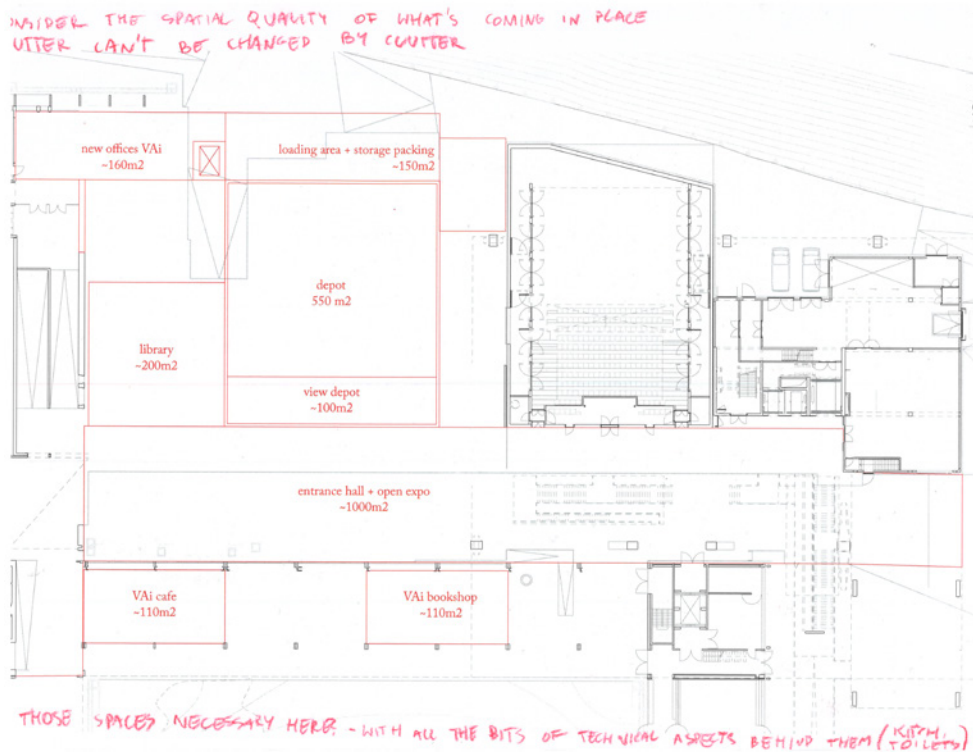 ONSIDER THE SPATIAL QUALITY OF WHAT'S COMING IN PLACE
UTTER CAN'T BE CHANGED BY CLUTTER
new offices VAi
~160m2
loading area + storage packing
~150m2
depot
550 m2
library
~200m2
view depot
~100m2
entrance hall + open expo
~1000m2
VAi cafe
~110m2
VAi bookshop
~110m2
THOSE SPACES NECESSARY HERE? - WITH ALL THE BITS OF TECHNICAL ASPECTS BEHIND THEM (KITCH, TOILETS)